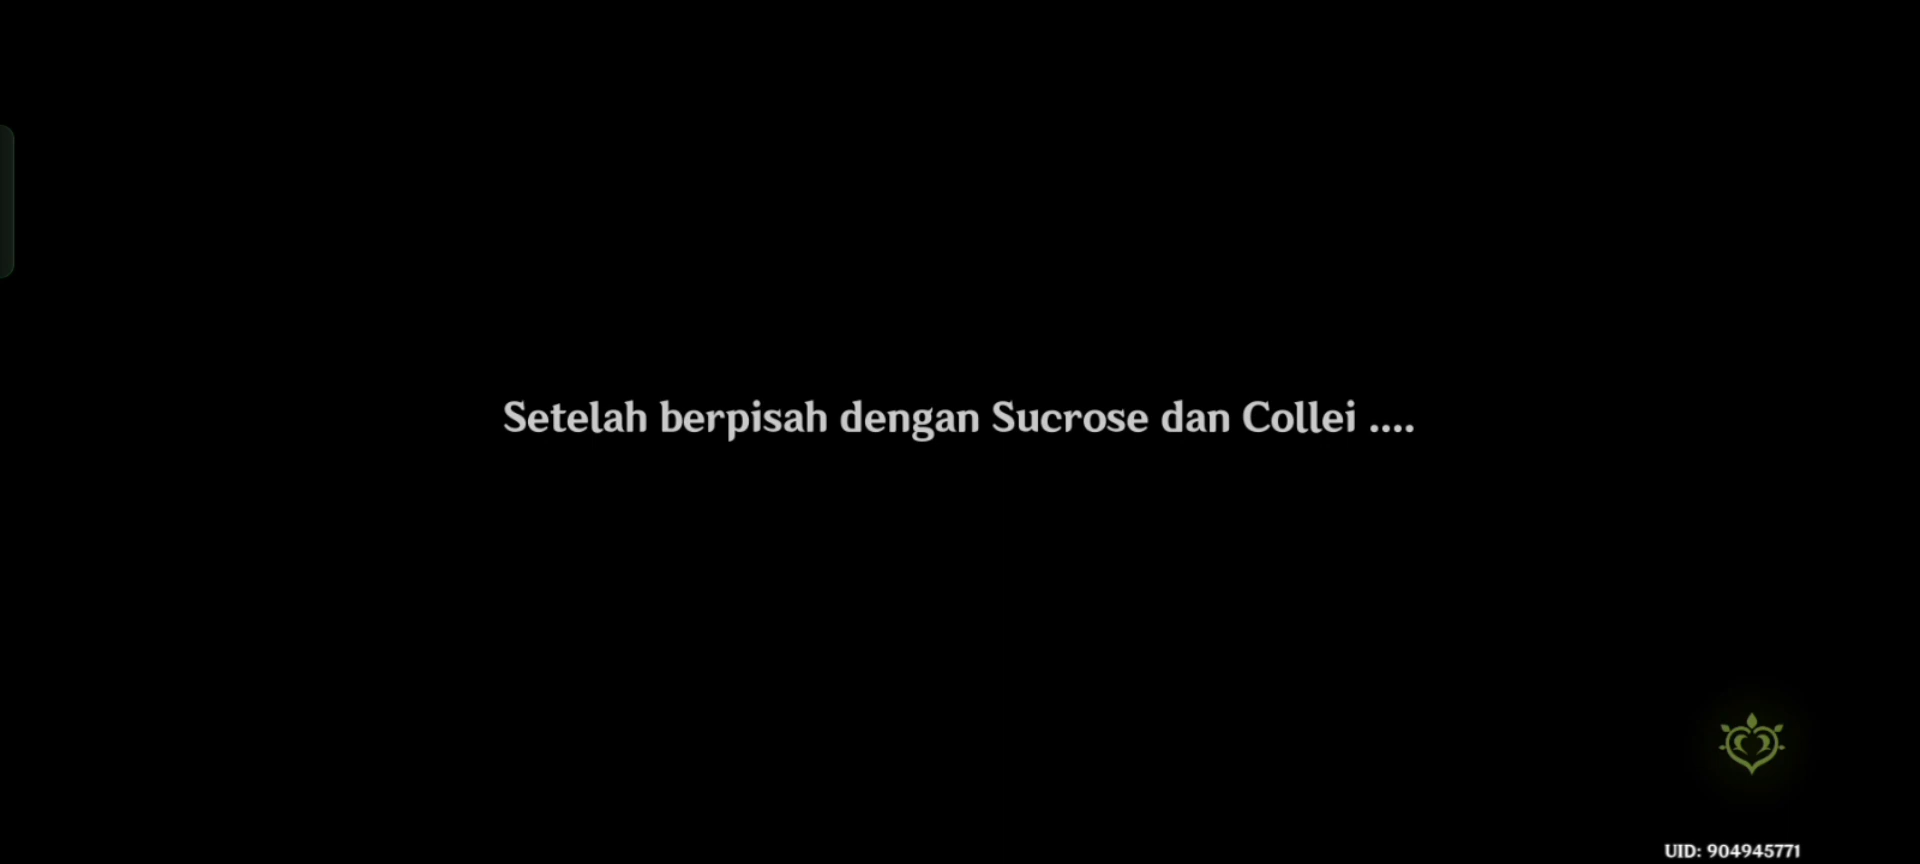 Setelah berpisah dengan Sucrose dan Collei ....
UID: 904945771